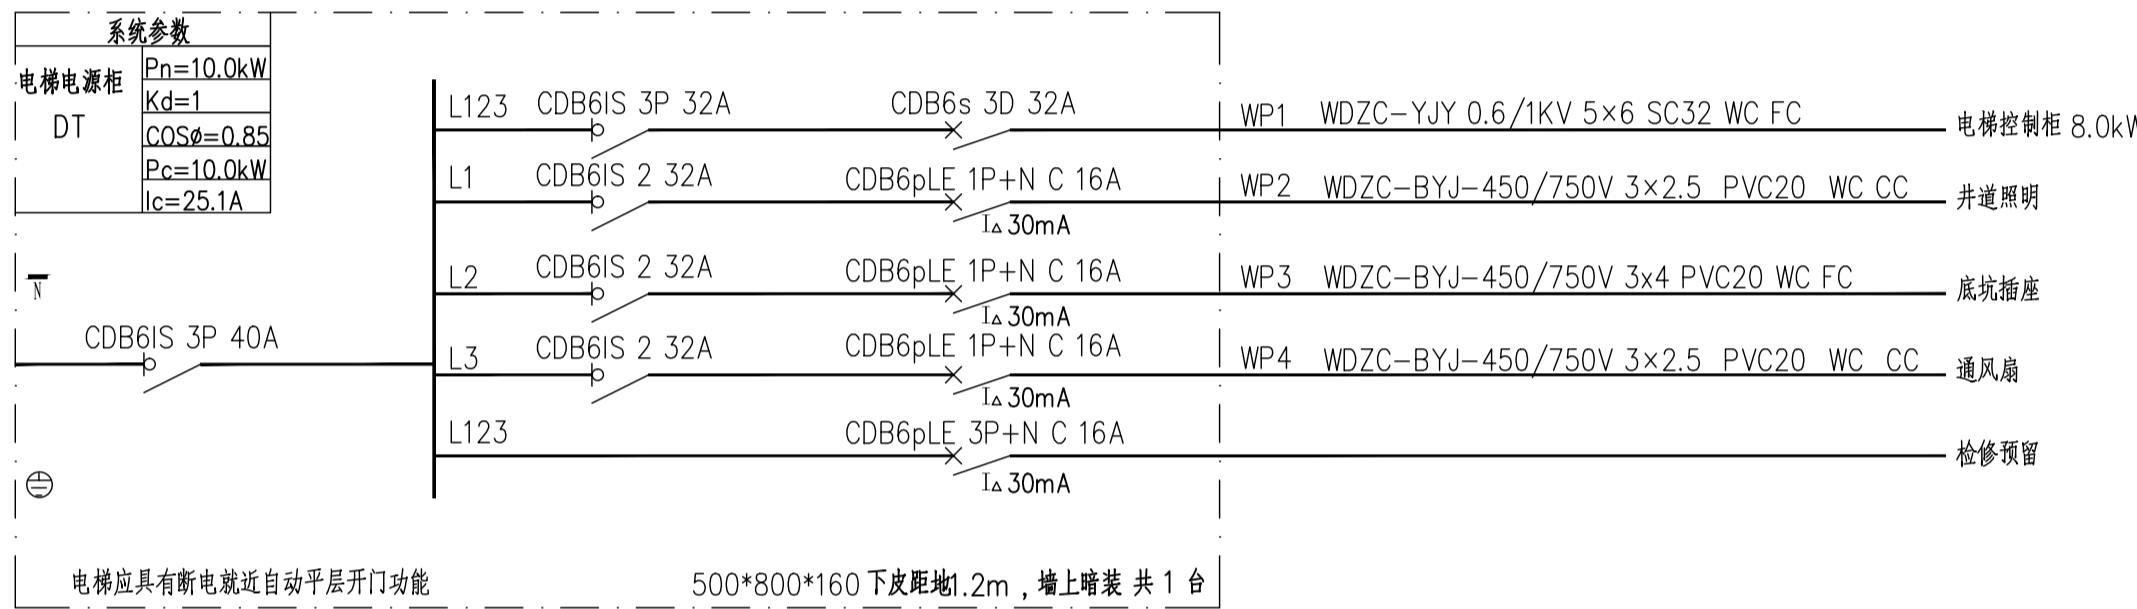 系统参数
电梯电源柜
DT
Pn=10.0kW
Kd=1
COSø=0.85
Pc=10.0kW
Ic=25.1A
L123 CDB6IS 3P 32A CDB6s 3D 32A WP1 WDZC-YJY 0.6/1KV 5×6 SC32 WC FC 电梯控制柜 8.0kW
L1 CDB6IS 2 32A CDB6pLE 1P+N C 16A WP2 WDZC-BYJ-450/750V 3×2.5 PVC20 WC CC 井道照明
I△ 30mA
L2 CDB6IS 2 32A CDB6pLE 1P+N C 16A WP3 WDZC-BYJ-450/750V 3x4 PVC20 WC FC 底坑插座
I△ 30mA
N
CDB6IS 3P 40A
L3 CDB6IS 2 32A CDB6pLE 1P+N C 16A WP4 WDZC-BYJ-450/750V 3×2.5 PVC20 WC CC 通风扇
I△ 30mA
L123 CDB6pLE 3P+N C 16A 检修预留
I△ 30mA
电梯应具有断电就近自动平层开门功能
500*800*160 下皮距地1.2m，墙上暗装 共 1 台